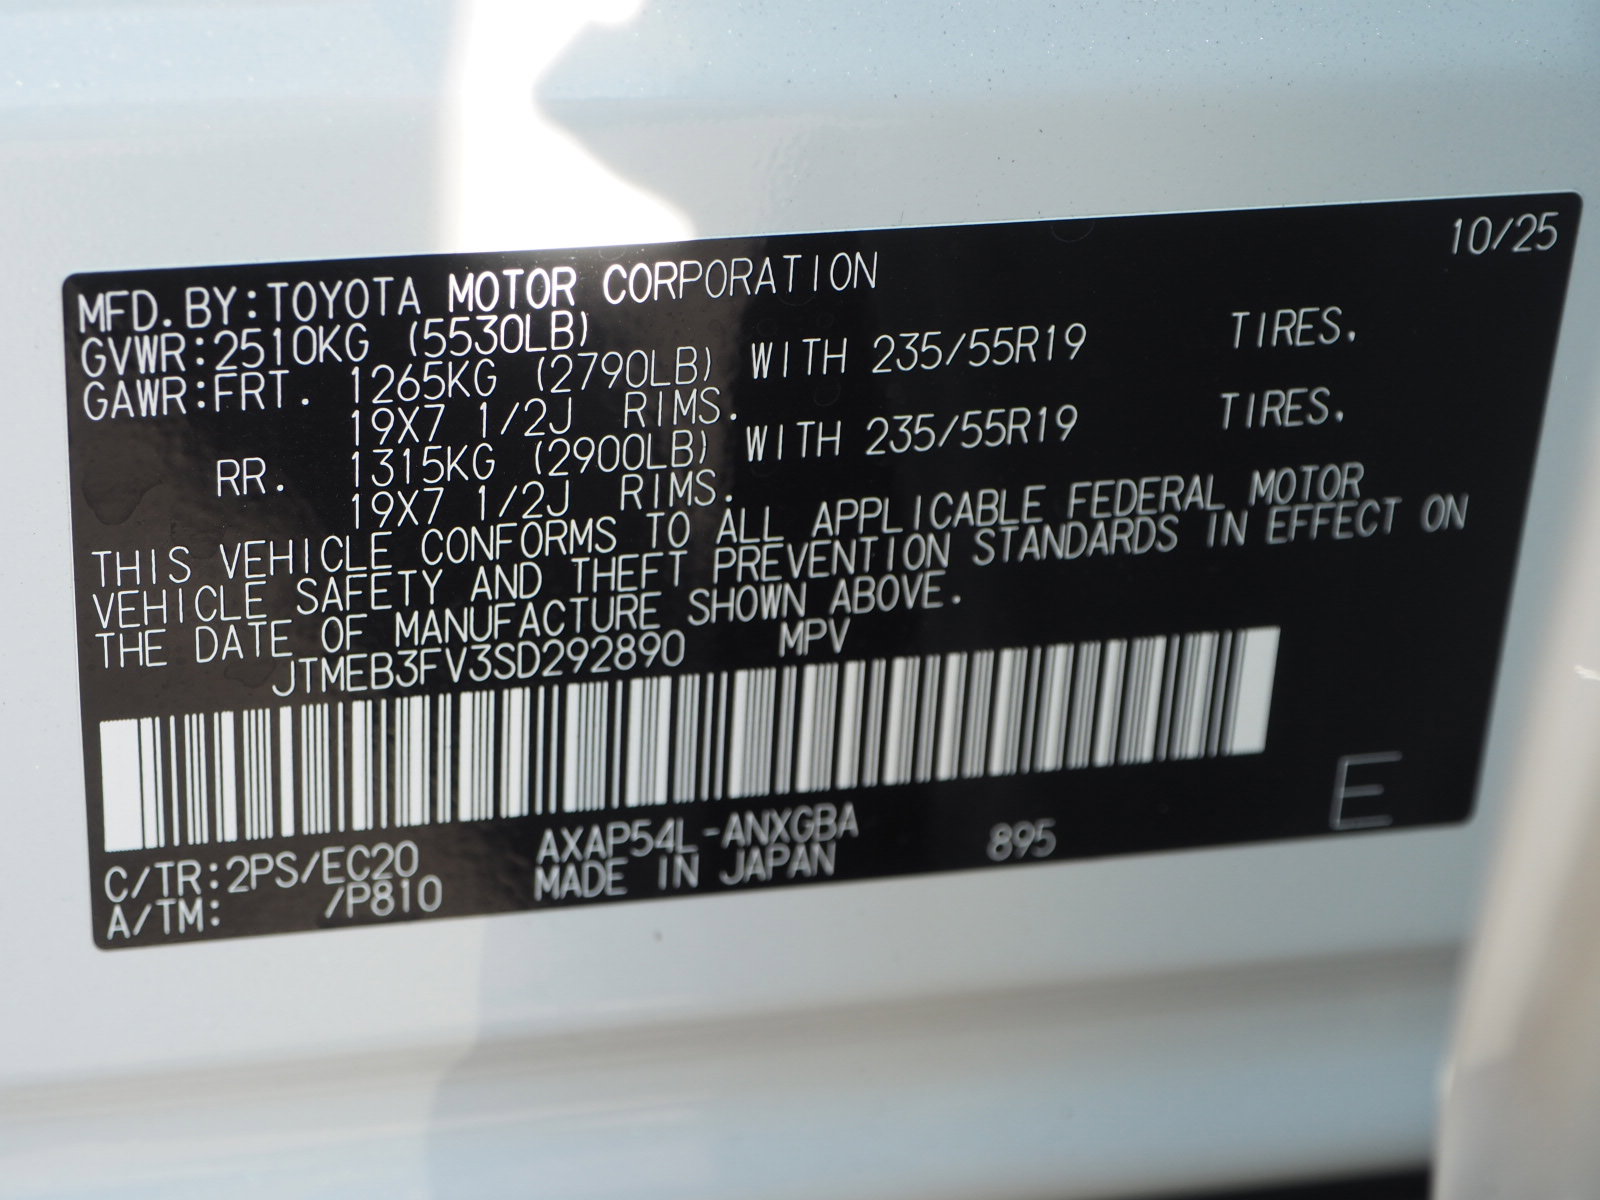 10/25
MFD. BY:TOYOTA MOTOR CORPORATION
GVWR:2510KG (5530LB)
GAWR:FRT. 1265KG (2790LB) WITH 235/55R19 TIRES.
19X7 1/2J RIMS.
RR. 1315KG (2900LB) WITH 235/55R19 TIRES.
19X7 1/2J RIMS.
THIS VEHICLE CONFORMS TO ALL APPLICABLE FEDERAL MOTOR
VEHICLE SAFETY AND THEFT PREVENTION STANDARDS IN EFFECT ON
THE DATE OF MANUFACTURE SHOWN ABOVE.
JTMEB3FV3SD292890 MPV
C/TR:2PS/EC20 AXAP54L-ANXGBA 895 E
A/TM: /P810 MADE IN JAPAN